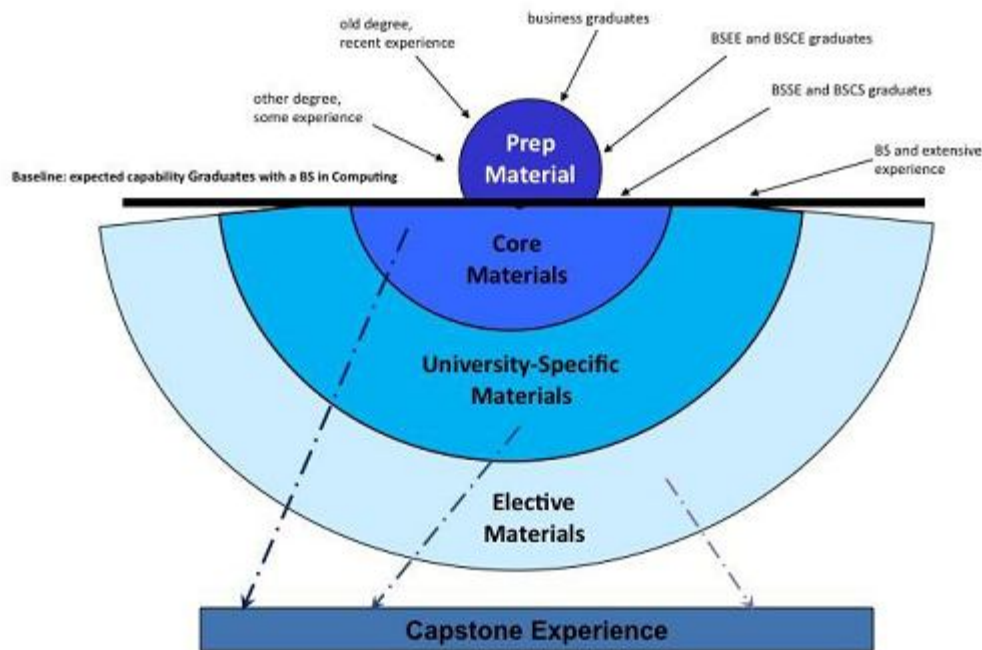 business graduates
old degree,
recent experience
BSEE and BSCE graduates
BSSE and BSCS graduates
other degree,
some experience
Prep
Material
BS and extensive
experience
Baseline: expected capability Graduates with a BS in Computing
Core
Materials
University-Specific
Materials
Elective
Materials
Capstone Experience